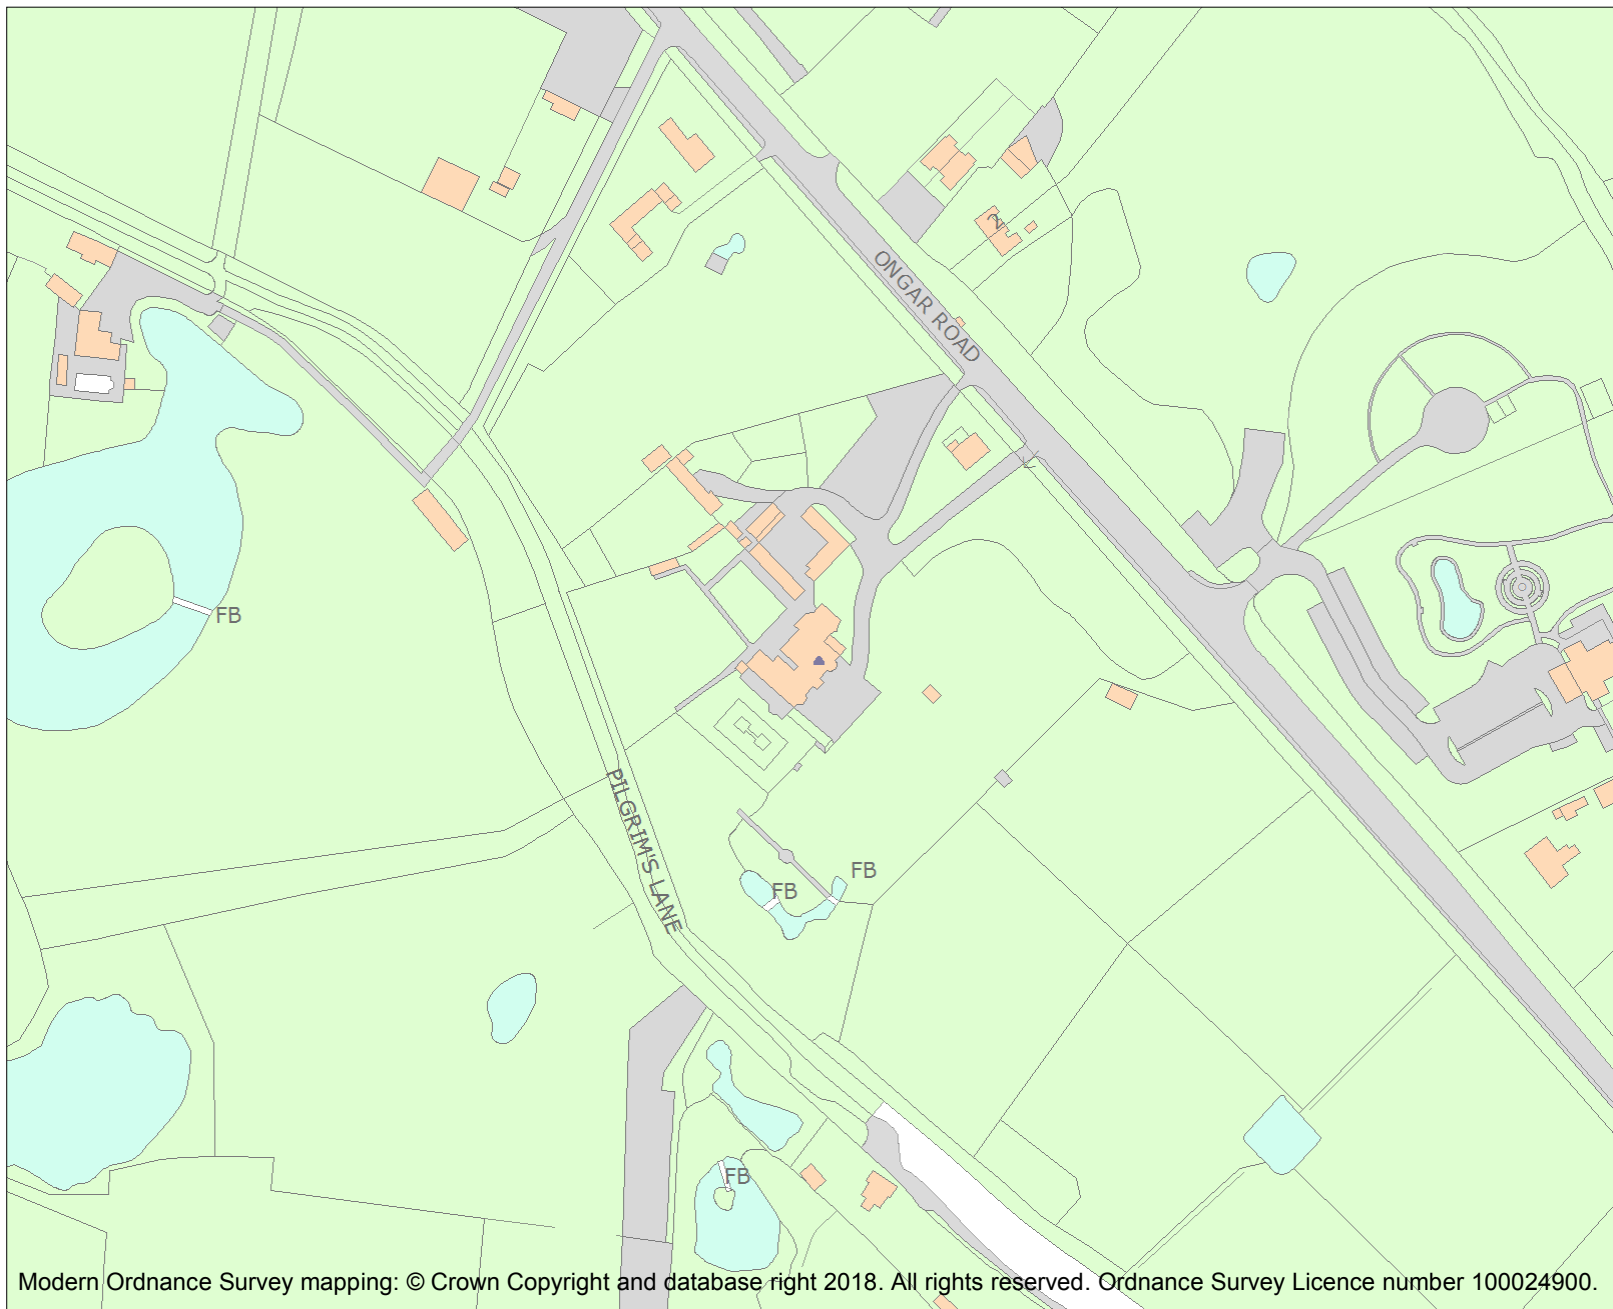 2
ONGAR ROAD
FB
PILGRIM'S LANE
FB
FB
FB
Modern Ordnance Survey mapping: © Crown Copyright and database right 2018. All rights reserved. Ordnance Survey Licence number 100024900.